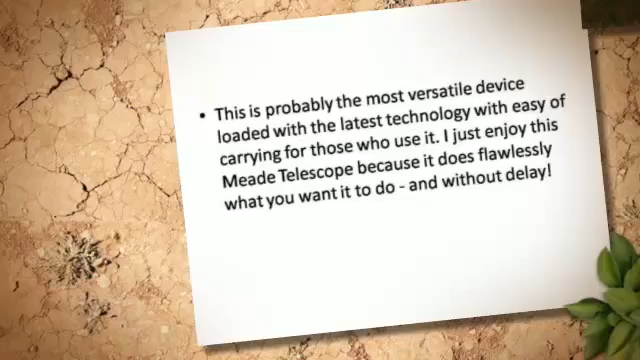 • This is probably the most versatile device
loaded with the latest technology with easy of
carrying for those who use it. I just enjoy this
Meade Telescope because it does flawlessly
what you want it to do - and without delay!